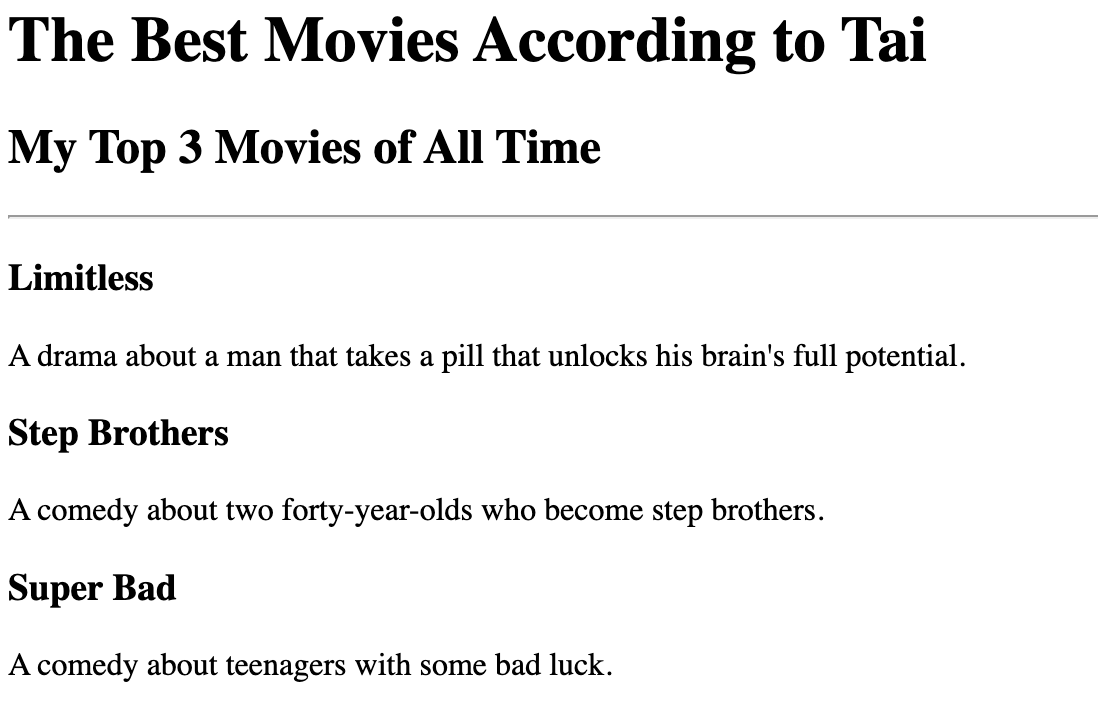 The Best Movies According to Tai
My Top 3 Movies of All Time
Limitless
A drama about a man that takes a pill that unlocks his brain's full potential.
Step Brothers
A comedy about two forty-year-olds who become step brothers.
Super Bad
A comedy about teenagers with some bad luck.